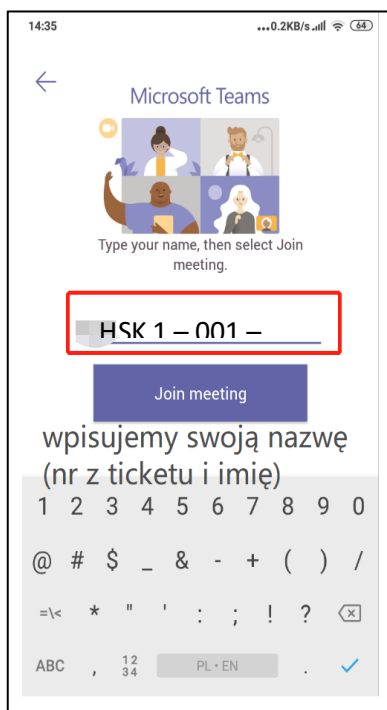 14:35
...0.2KB/s 64
Microsoft Teams
Type your name, then select Join
meeting.
HSK 1 – 001 –
Join meeting
wpisujemy swoją nazwę
(nr z ticketu i imię)
1 2 3 4 5 6 7 8 9 0
@ # $ _ & - + ( ) /
=\< * " ' : ; ! ?
ABC , 12 PL • EN .
34